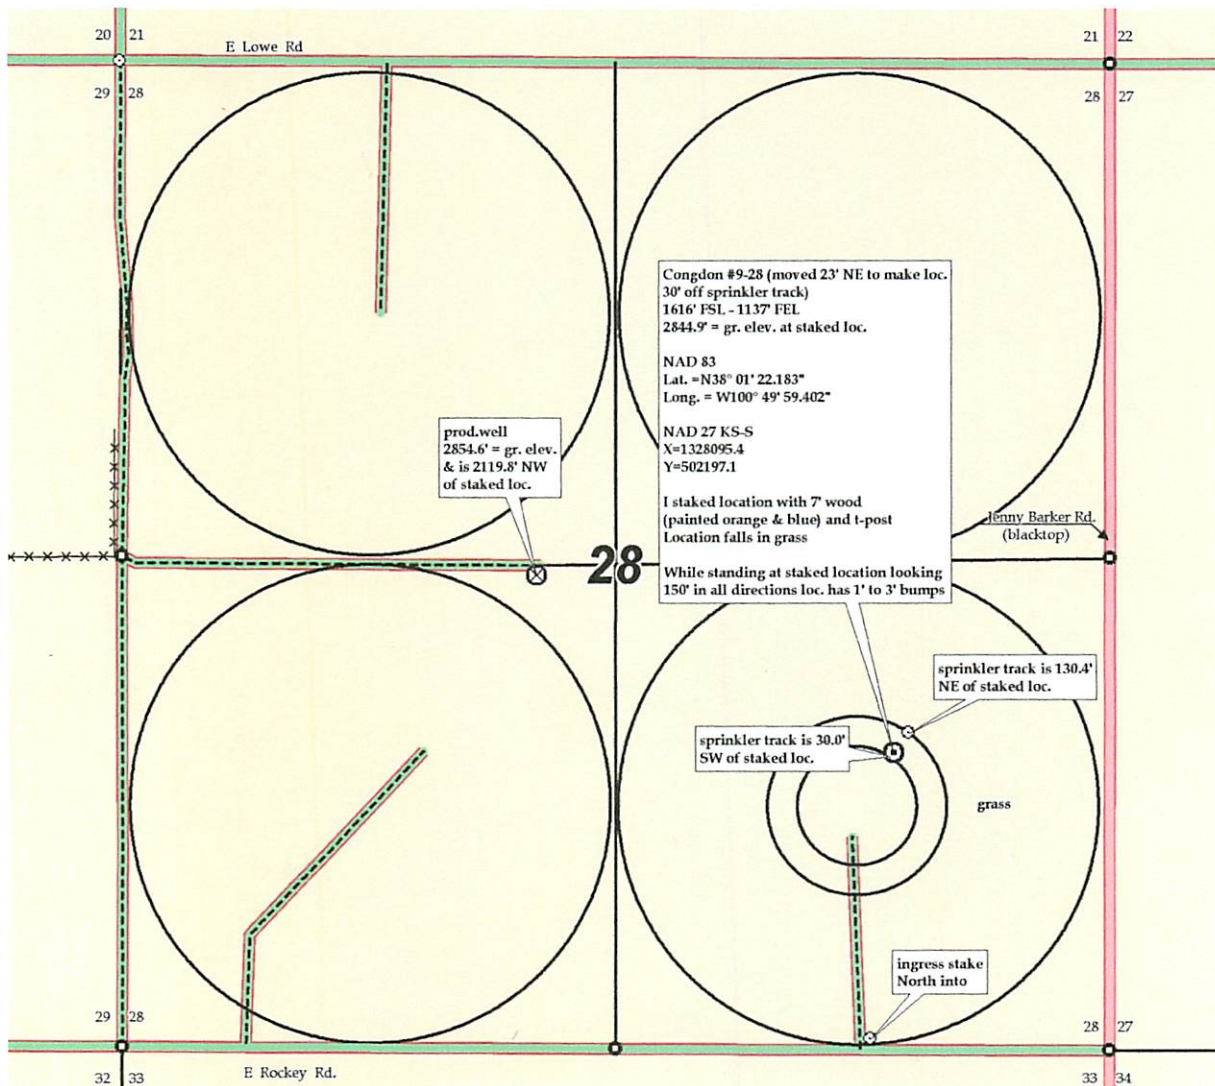 20 21
E Lowe Rd
21 22
29 28
28 27
Congdon #9-28 (moved 23' NE to make loc.
30' off sprinkler track)
1616' FSL - 1137' FEL
2844.9' = gr. elev. at staked loc.
NAD 83
Lat. =N38° 01' 22.183"
Long. = W100° 49' 59.402"
NAD 27 KS-S
X=1328095.4
Y=502197.1
I staked location with 7' wood
(painted orange & blue) and t-post
Location falls in grass
While standing at staked location looking
150' in all directions loc. has 1' to 3' bumps
prod.well
2854.6' = gr. elev.
& is 2119.8' NW
of staked loc.
Jenny Barker Rd.
(blacktop)
28
sprinkler track is 130.4'
NE of staked loc.
sprinkler track is 30.0'
SW of staked loc.
grass
ingress stake
North into
29 28
28 27
E Rockey Rd.
32 33
33 34